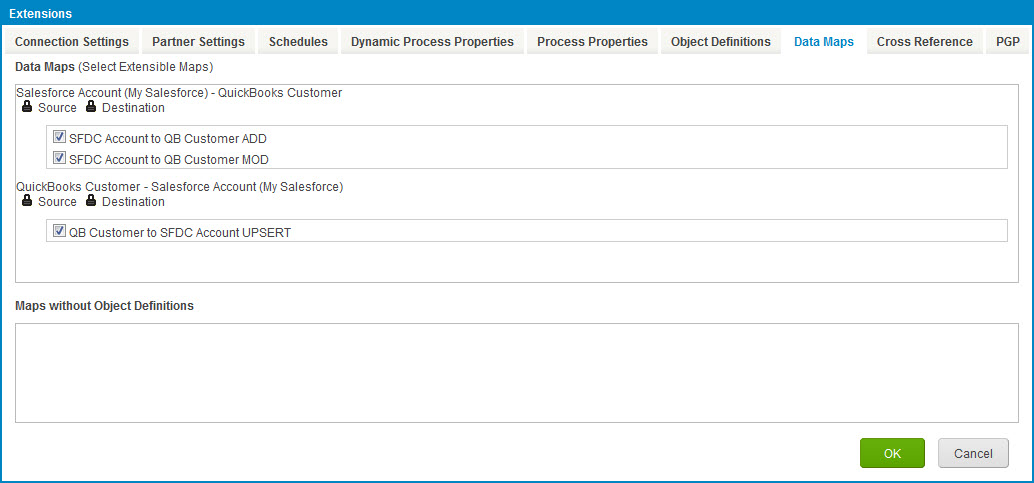 Extensions
Connection Settings Partner Settings Schedules Dynamic Process Properties Process Properties Object Definitions Data Maps Cross Reference PGP
Data Maps (Select Extensible Maps)
Salesforce Account (My Salesforce) - QuickBooks Customer
Source Destination
SFDC Account to QB Customer ADD
SFDC Account to QB Customer MOD
QuickBooks Customer - Salesforce Account (My Salesforce)
Source Destination
QB Customer to SFDC Account UPSERT
Maps without Object Definitions
OK Cancel